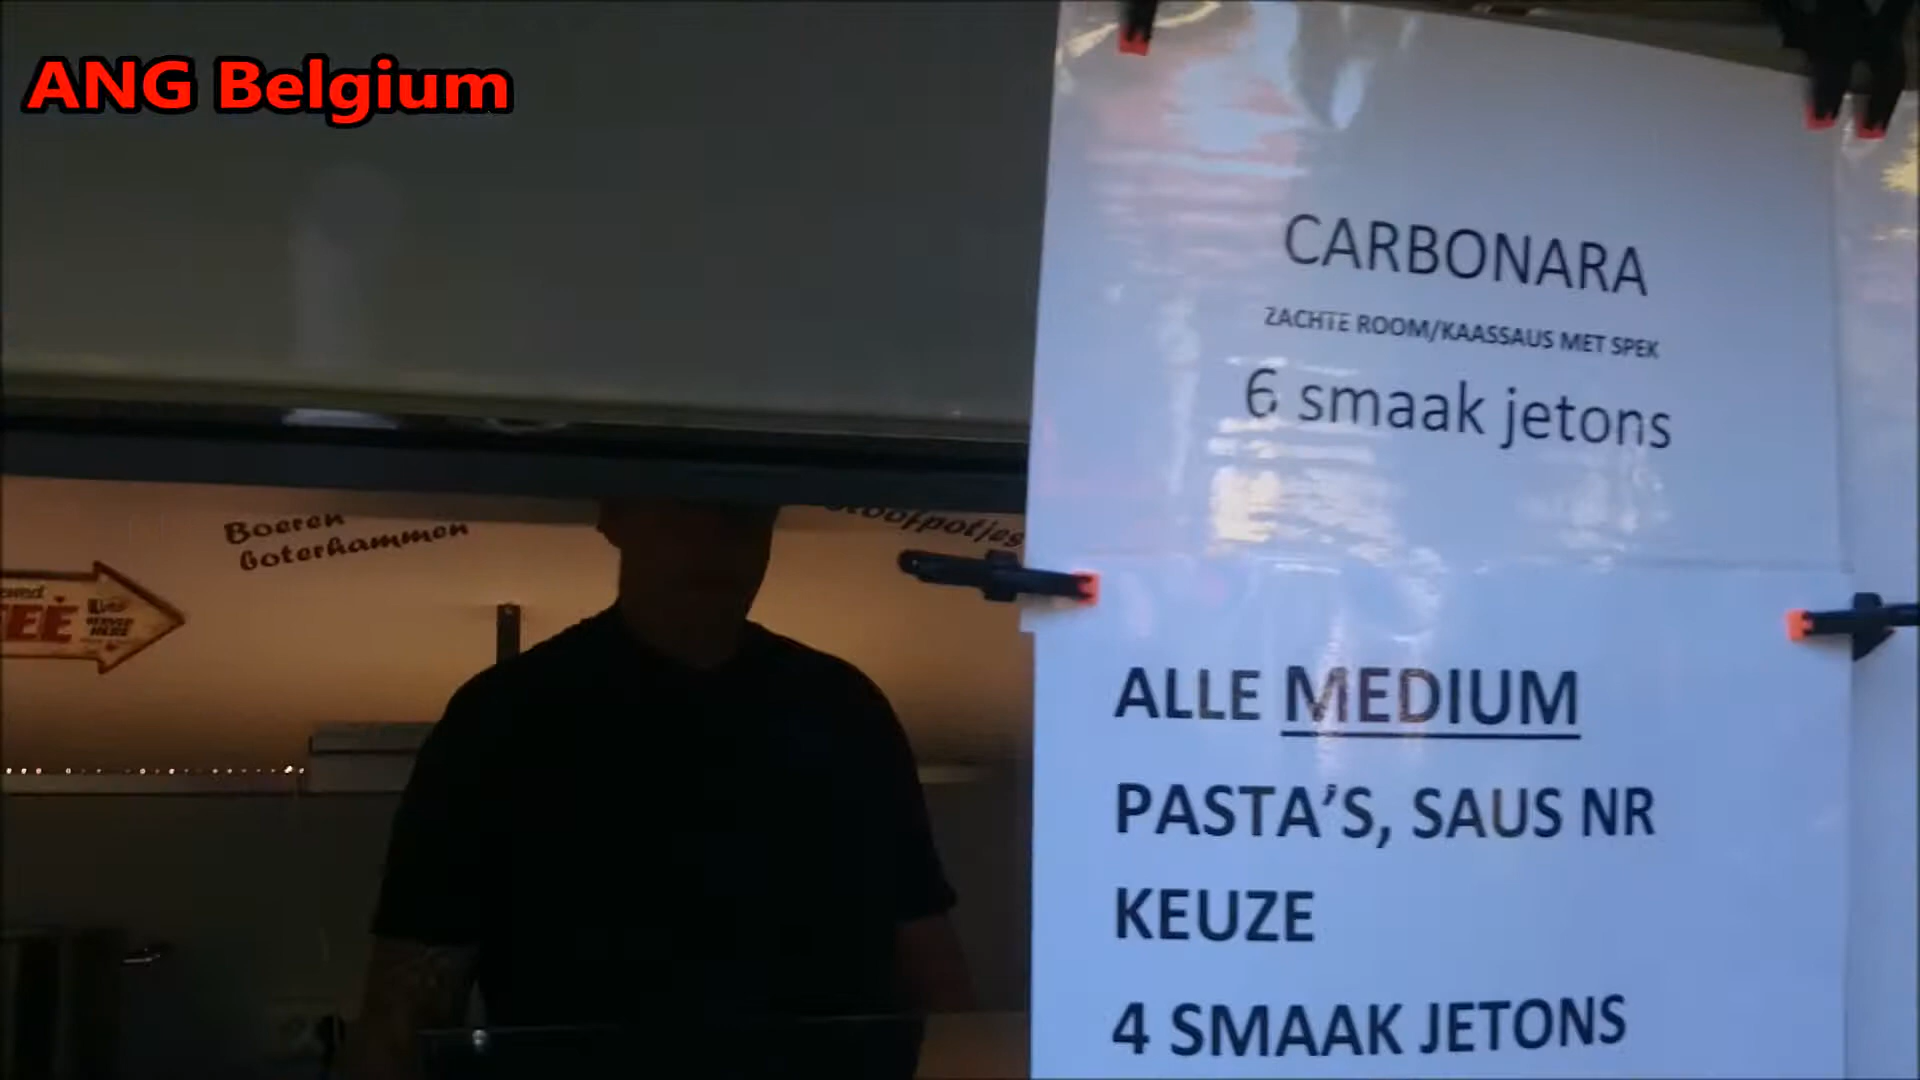 ANG Belgium
CARBONARA
ZACHTE ROOM/KAASSAUS MET SPEK
6 smaak jetons
Boeren
boterhammen
ALLE MEDIUM
PASTA'S, SAUS NR
KEUZE
4 SMAAK JETONS